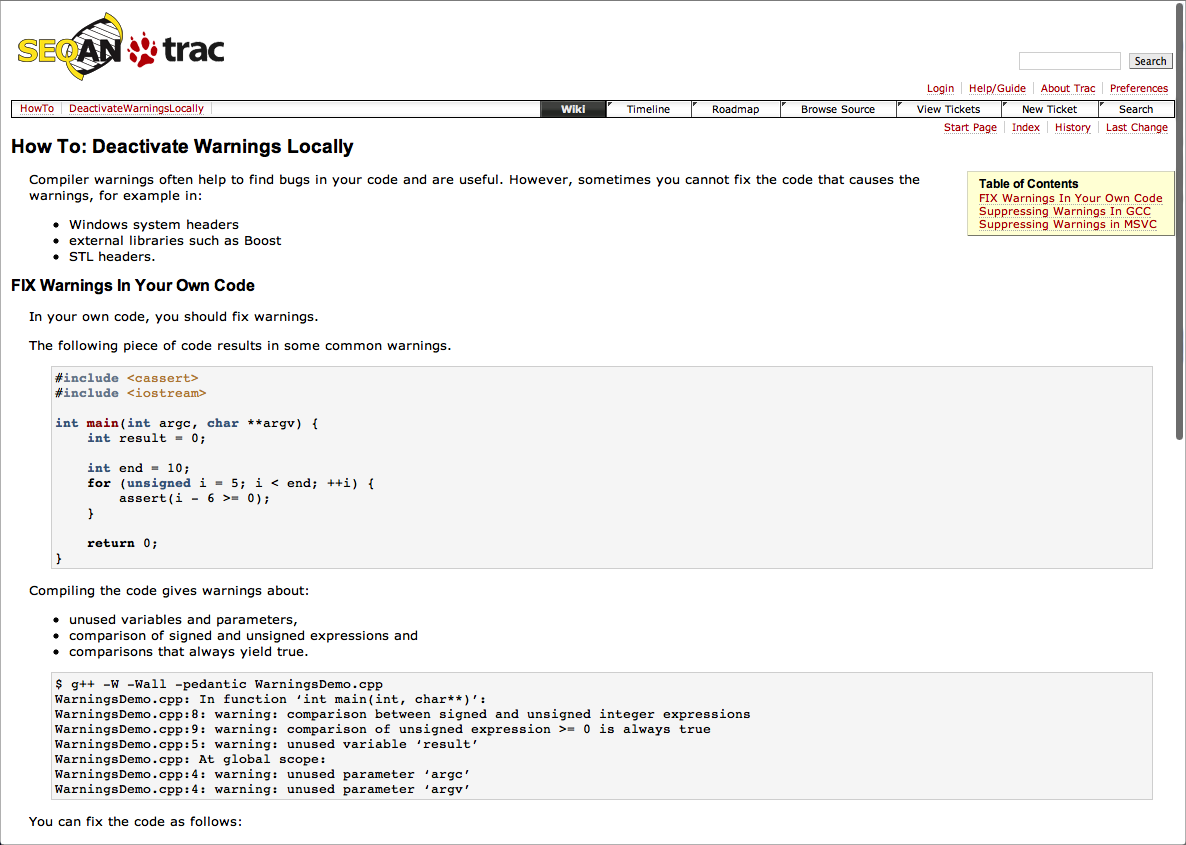 SEQAN trac
Search
Login Help/Guide About Trac Preferences
HowTo DeactivateWarningsLocally Wiki Timeline Roadmap Browse Source View Tickets New Ticket Search
Start Page Index History Last Change
How To: Deactivate Warnings Locally
Compiler warnings often help to find bugs in your code and are useful. However, sometimes you cannot fix the code that causes the
warnings, for example in:
• Windows system headers
• external libraries such as Boost
• STL headers.
Table of Contents
FIX Warnings In Your Own Code
Suppressing Warnings In GCC
Suppressing Warnings in MSVC
FIX Warnings In Your Own Code
In your own code, you should fix warnings.
The following piece of code results in some common warnings.
#include <cassert>
#include <iostream>
int main(int argc, char **argv) {
    int result = 0;
    int end = 10;
    for (unsigned i = 5; i < end; ++i) {
        assert(i - 6 >= 0);
    }
    return 0;
}
Compiling the code gives warnings about:
• unused variables and parameters,
• comparison of signed and unsigned expressions and
• comparisons that always yield true.
$ g++ -W -Wall -pedantic WarningsDemo.cpp
WarningsDemo.cpp: In function ‘int main(int, char**)’:
WarningsDemo.cpp:8: warning: comparison between signed and unsigned integer expressions
WarningsDemo.cpp:9: warning: comparison of unsigned expression >= 0 is always true
WarningsDemo.cpp:5: warning: unused variable ‘result’
WarningsDemo.cpp: At global scope:
WarningsDemo.cpp:4: warning: unused parameter ‘argc’
WarningsDemo.cpp:4: warning: unused parameter ‘argv’
You can fix the code as follows: